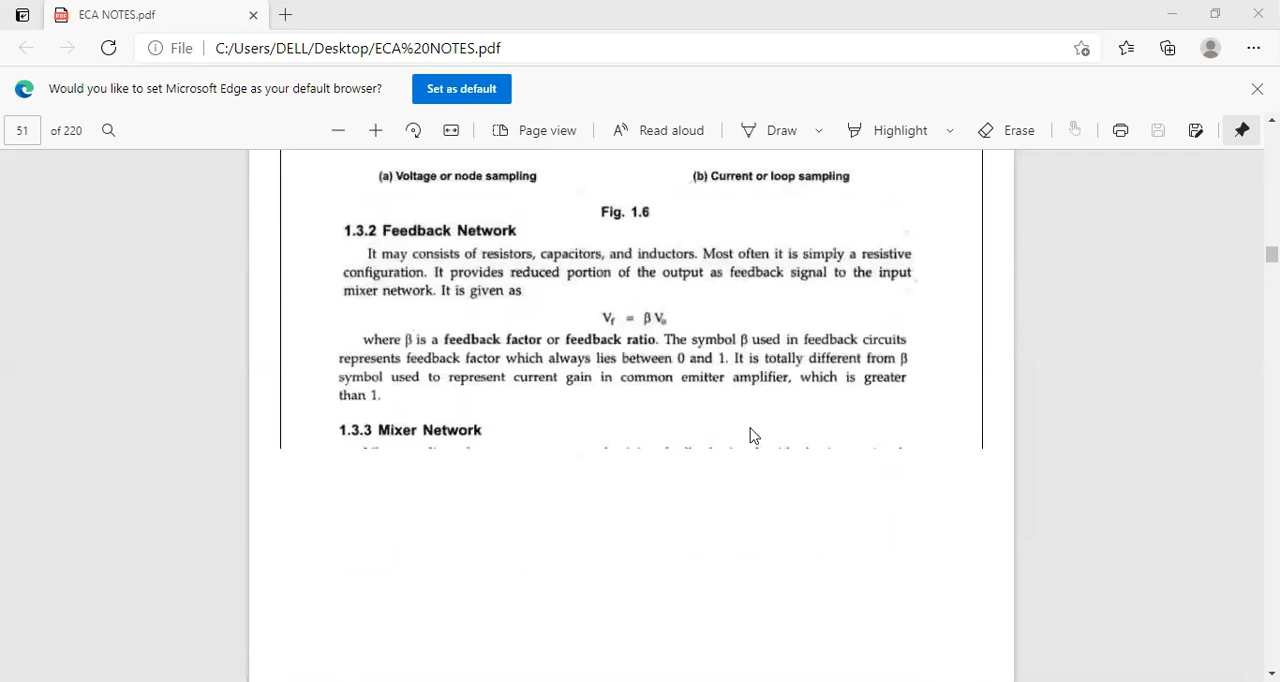 ECA NOTES.pdf
File
C:/Users/DELL/Desktop/ECA%20NOTES.pdf
Would you like to set Microsoft Edge as your default browser?
Set as default
51
of 220
Page view
Read aloud
Draw
Highlight
Erase
(a) Voltage or node sampling
(b) Current or loop sampling
Fig. 1.6
1.3.2 Feedback Network
It may consists of resistors, capacitors, and inductors. Most often it is simply a resistive
configuration. It provides reduced portion of the output as feedback signal to the input
mixer network. It is given as
Vf = β Vo
where β is a feedback factor or feedback ratio. The symbol β used in feedback circuits
represents feedback factor which always lies between 0 and 1. It is totally different from β
symbol used to represent current gain in common emitter amplifier, which is greater
than 1.
1.3.3 Mixer Network